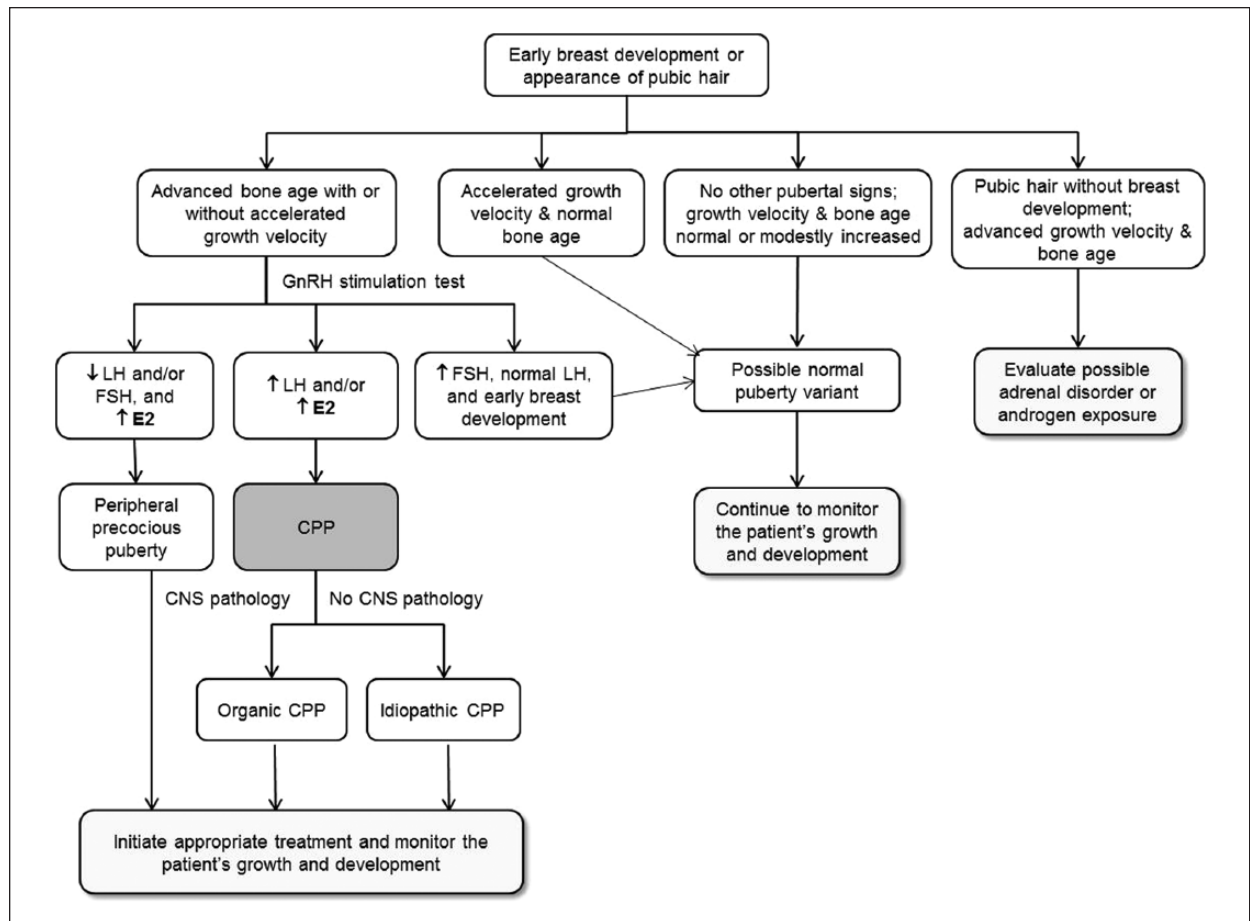 Early breast development or
appearance of pubic hair
Advanced bone age with or
without accelerated
growth velocity
Accelerated growth
velocity & normal
bone age
No other pubertal signs;
growth velocity & bone age
normal or modestly increased
Pubic hair without breast
development;
advanced growth velocity &
bone age
GnRH stimulation test
↓ LH and/or
FSH, and
↑ E2
↑ LH and/or
↑ E2
↑ FSH, normal LH,
and early breast
development
Possible normal
puberty variant
Evaluate possible
adrenal disorder or
androgen exposure
Peripheral
precocious
puberty
CPP
Continue to monitor
the patient's growth
and development
CNS pathology
No CNS pathology
Organic CPP
Idiopathic CPP
Initiate appropriate treatment and monitor the
patient's growth and development